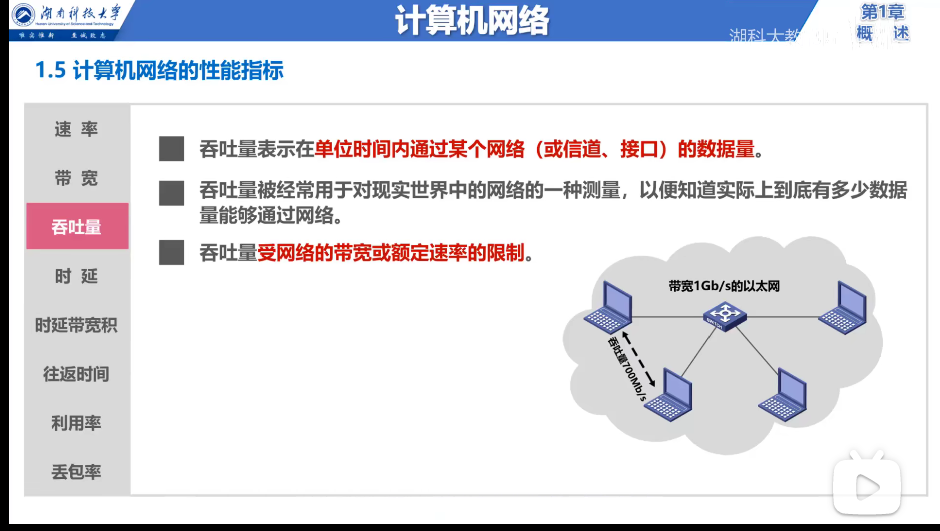 湖南科技大学
Hunan University of Science and Technology
唯实惟新 至诚致志
计算机网络
第1章
概 述
湖科大教
1.5 计算机网络的性能指标
速 率
带 宽
吞吐量
时 延
时延带宽积
往返时间
利用率
丢包率
吞吐量表示在单位时间内通过某个网络（或信道、接口）的数据量。
吞吐量被经常用于对现实世界中的网络的一种测量，以便知道实际上到底有多少数据
量能够通过网络。
吞吐量受网络的带宽或额定速率的限制。
带宽1Gb/s的以太网
吞吐量700Mb/s